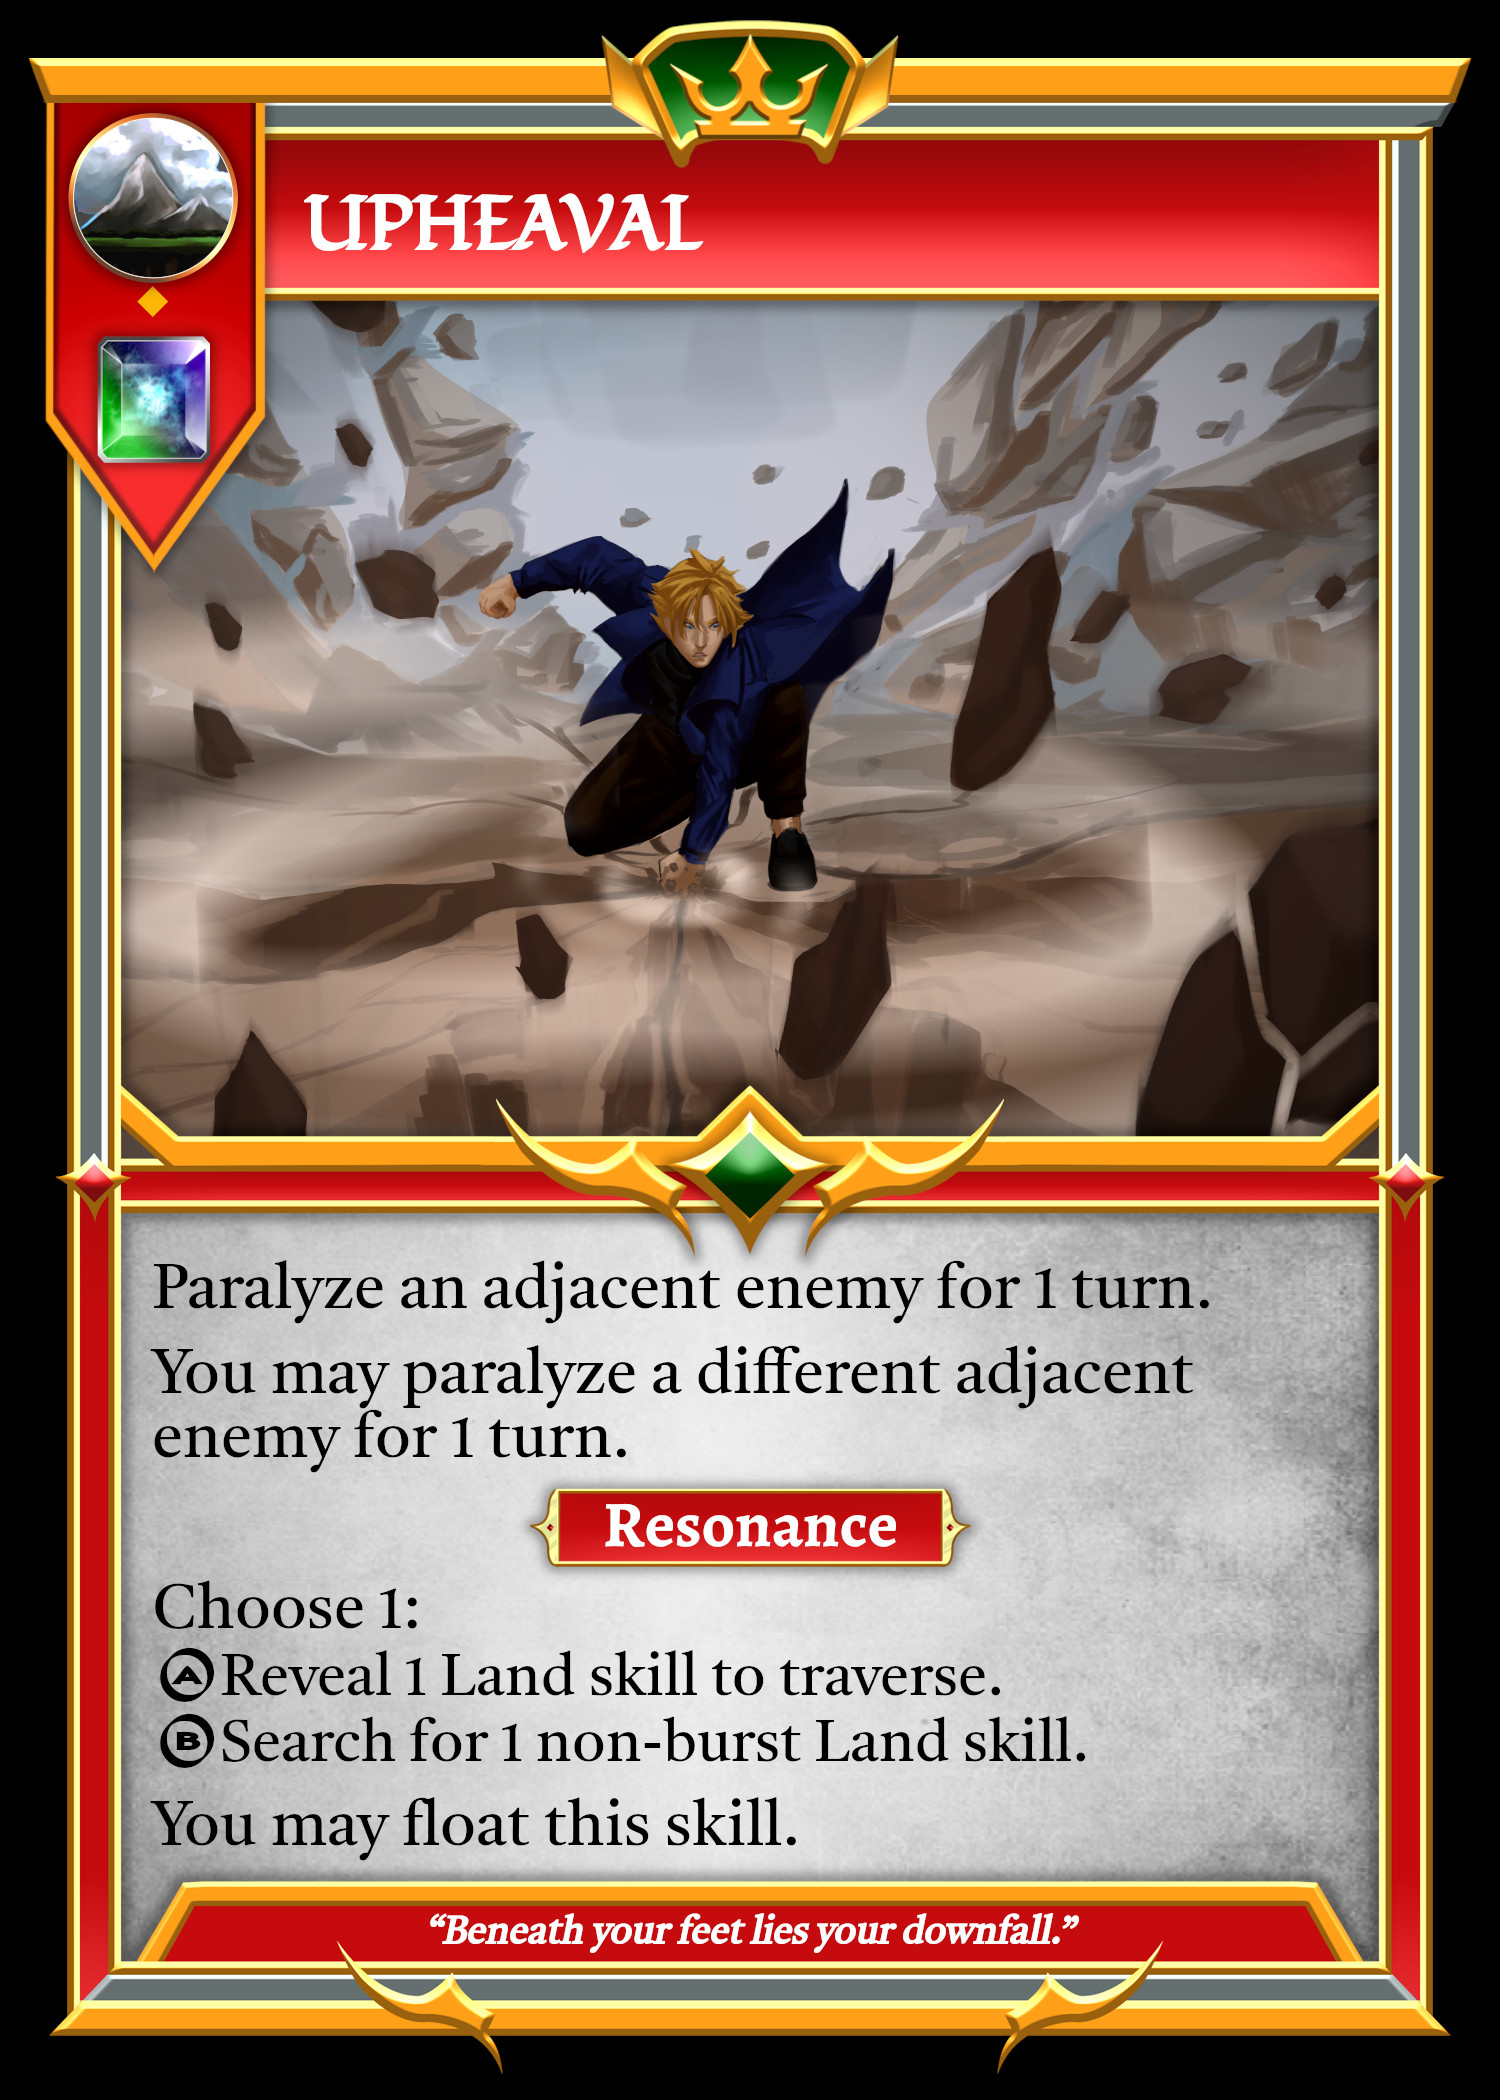 UPHEAVAL
Paralyze an adjacent enemy for 1 turn.
You may paralyze a different adjacent
enemy for 1 turn.
Resonance
Choose 1:
Ⓐ Reveal 1 Land skill to traverse.
Ⓑ Search for 1 non-burst Land skill.
You may float this skill.
“Beneath your feet lies your downfall.”